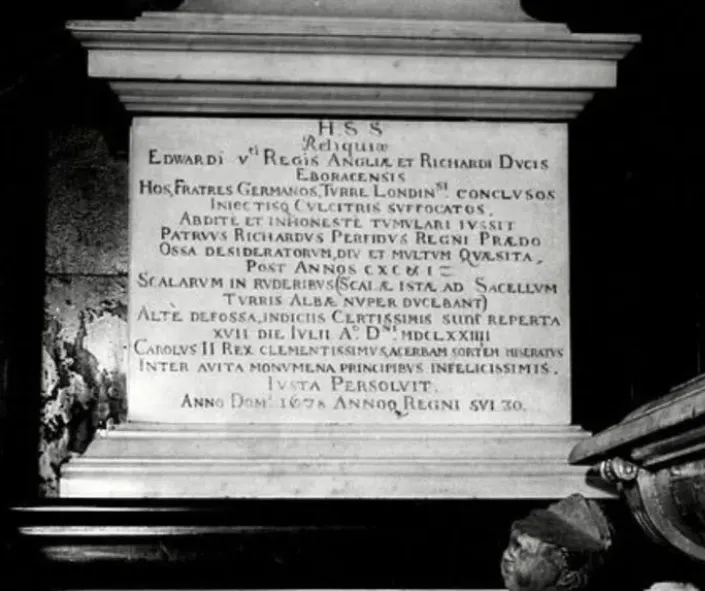 H S S
Reliquiæ
EDWARDI Vti REGIS ANGLIÆ ET RICHARDI DVCIS
EBORACENSIS
HOS, FRATRES GERMANOS, TVRRE LONDINSI. CONCLVSOS
INIECTISQ CVLCITRIS SVFFOCATOS,
ABDITE ET INHONESTE TVMVLARI IVSSIT
PATRVVS RICHARDVS PERFIDVS REGNI PRÆDO
OSSA DESIDERATORVM, DIV ET MVLTVM QVÆSITA,
POST ANNOS CXC & I
SCALARVM IN RVDERIBVS (SCALÆ ISTÆ AD SACELLVM
TVRRIS ALBÆ NVPER DVCEBANT)
ALTÈ DEFOSSA, INDICIIS CERTISSIMIS SUNT REPERTA
XVII DIE IVLII Ao. DNI. MDCLXXIIII
CAROLVS II REX CLEMENTISSIMVS, ACERBAM SORTEM MISERATVS
INTER AVITA MONVMENA PRINCIPIBVS INFELICISSIMIS.
IVSTA PERSOLVIT.
ANNO DOMi. 1678 ANNOQ REGNI SVI 30.